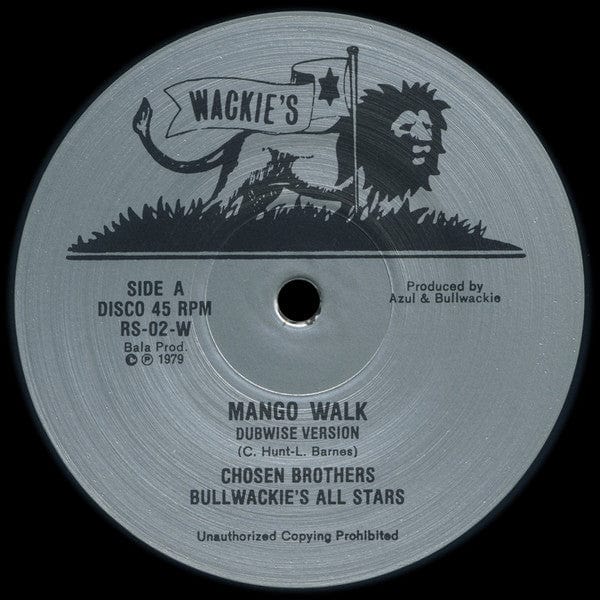 WACKIE'S
SIDE A
DISCO 45 RPM
RS-02-W
Bala Prod.
© ℗ 1979
Produced by
Azul & Bullwackie
MANGO WALK
DUBWISE VERSION
(C. Hunt-L. Barnes)
CHOSEN BROTHERS
BULLWACKIE'S ALL STARS
Unauthorized Copying Prohibited